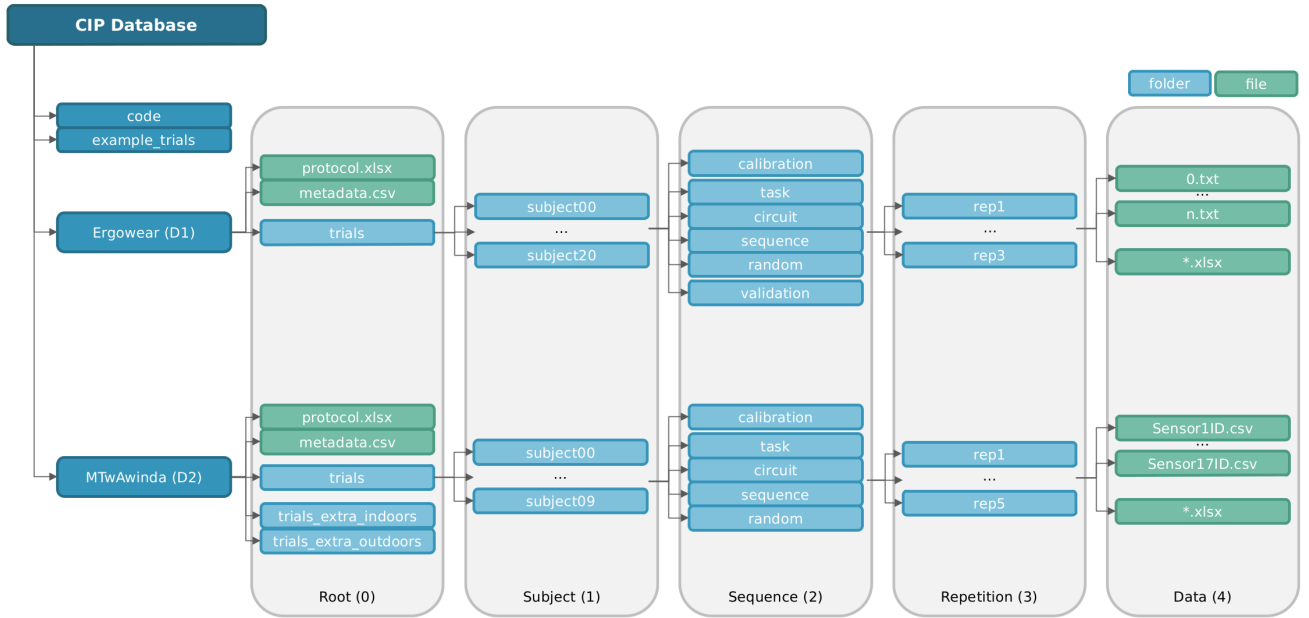 CIP Database
folder
file
code
example_trials
Ergowear (D1)
protocol.xlsx
metadata.csv
trials
subject00
...
subject20
calibration
task
circuit
sequence
random
validation
rep1
...
rep3
0.txt
...
n.txt
*.xlsx
MTwAwinda (D2)
protocol.xlsx
metadata.csv
trials
trials_extra_indoors
trials_extra_outdoors
subject00
...
subject09
calibration
task
circuit
sequence
random
rep1
...
rep5
Sensor1ID.csv
...
Sensor17ID.csv
*.xlsx
Root (0)
Subject (1)
Sequence (2)
Repetition (3)
Data (4)